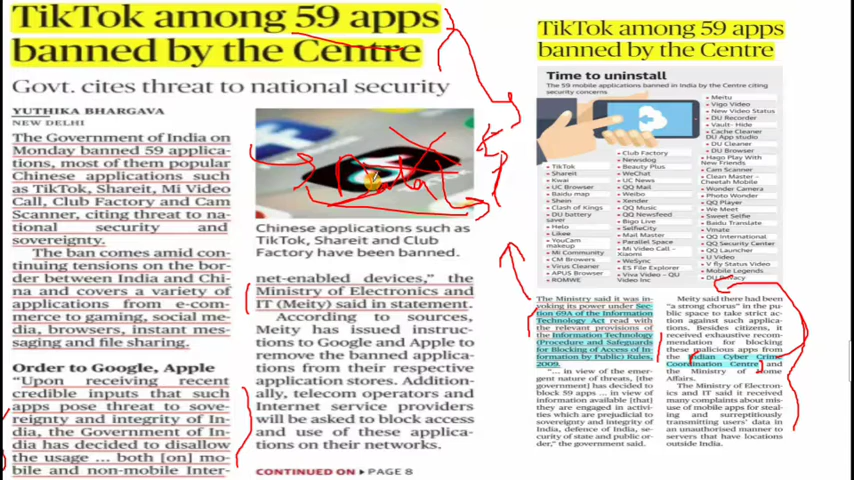 TikTok among 59 apps
banned by the Centre
Govt. cites threat to national security
YUTHIKA BHARGAVA
NEW DELHI
The Government of India on
Monday banned 59 applica-
tions, most of them popular
Chinese applications such
as TikTok, Shareit, Mi Video
Call, Club Factory and Cam
Scanner, citing threat to na-
tional security and
sovereignty.
The ban comes amid con-
tinuing tensions on the bor-
der between India and Chi-
na and covers a variety of
applications from e-com-
merce to gaming, social me-
dia, browsers, instant mes-
saging and file sharing.
Order to Google, Apple
“Upon receiving recent
credible inputs that such
apps pose threat to sove-
reignty and integrity of In-
dia, the Government of In-
dia has decided to disallow
the usage ... both [on] mo-
bile and non-mobile Inter-
Data
Chinese applications such as
TikTok, Shareit and Club
Factory have been banned.
net-enabled devices,” the
Ministry of Electronics and
IT (Meity) said in statement.
According to sources,
Meity has issued instruc-
tions to Google and Apple to
remove the banned applica-
tions from their respective
application stores. Addition-
ally, telecom operators and
Internet service providers
will be asked to block access
and use of these applica-
tions on their networks.
CONTINUED ON ▸ PAGE 8
TikTok among 59 apps
banned by the Centre
Time to uninstall
The 59 mobile applications banned in India by the Centre citing
security concerns
• TikTok
• Shareit
• Kwai
• UC Browser
• Baidu map
• Shein
• Clash of Kings
• DU battery
saver
• Helo
• Likee
• YouCam
makeup
• Mi Community
• CM Browers
• Virus Cleaner
• APUS Browser
• ROMWE
• Club Factory
• Newsdog
• Beauty Plus
• WeChat
• UC News
• QQ Mail
• Weibo
• Xender
• QQ Music
• QQ Newsfeed
• Bigo Live
• SelfieCity
• Mail Master
• Parallel Space
• Mi Video Call –
Xiaomi
• WeSync
• ES File Explorer
• Viva Video – QU
Video Inc
• Meitu
• Vigo Video
• New Video Status
• DU Recorder
• Vault- Hide
• Cache Cleaner
DU App studio
• DU Cleaner
• DU Browser
• Hago Play With
New Friends
• Cam Scanner
• Clean Master –
Cheetah Mobile
• Wonder Camera
• Photo Wonder
• QQ Player
• We Meet
• Sweet Selfie
• Baidu Translate
• Vmate
• QQ International
• QQ Security Center
• QQ Launcher
• U Video
• V fly Status Video
• Mobile Legends
• DU Privacy
The Ministry said it was in-
voking its power under Sec-
tion 69A of the Information
Technology Act read with
the relevant provisions of
the Information Technology
(Procedure and Safeguards
for Blocking of Access of In-
formation by Public) Rules,
2009.
“... in view of the emer-
gent nature of threats, [the
government] has decided to
block 59 apps ... in view of
information available [that]
they are engaged in activi-
ties which are prejudicial to
sovereignty and integrity of
India, defence of India, se-
curity of state and public or-
der,” the government said.
Meity said there had been
“a strong chorus” in the pu-
blic space to take strict ac-
tion against such applica-
tions. Besides citizens, it
received exhaustive recom-
mendation for blocking
these malicious apps from
the Indian Cyber Crime
Coordination Centre, and
the Ministry of Home
Affairs.
The Ministry of Electron-
ics and IT said it received
many complaints about mis-
use of mobile apps for steal-
ing and surreptitiously
transmitting users' data in
an unauthorised manner to
servers that have locations
outside India.